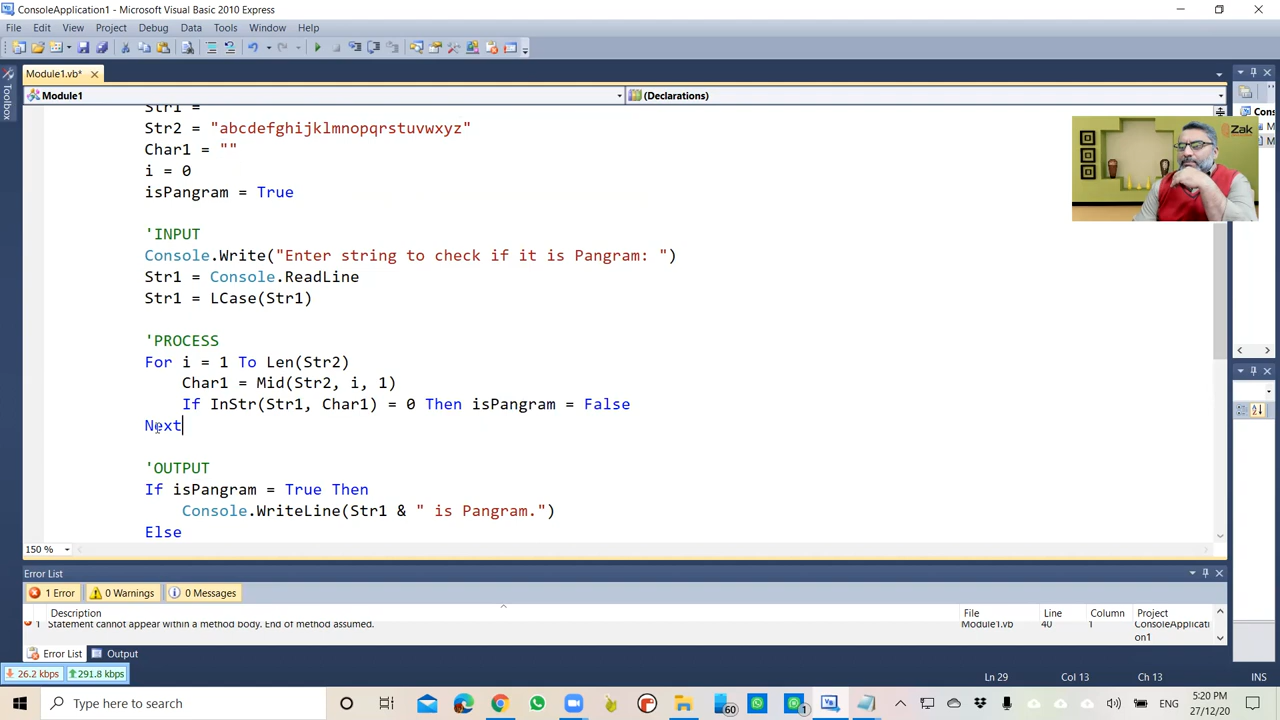 ConsoleApplication1 - Microsoft Visual Basic 2010 Express
File Edit View Project Debug Data Tools Window Help
Module1.vb*
Toolbox
Module1
(Declarations)
Str1 =
Str2 = "abcdefghijklmnopqrstuvwxyz"
Char1 = ""
i = 0
isPangram = True
'INPUT
Console.Write("Enter string to check if it is Pangram: ")
Str1 = Console.ReadLine
Str1 = LCase(Str1)
'PROCESS
For i = 1 To Len(Str2)
Char1 = Mid(Str2, i, 1)
If InStr(Str1, Char1) = 0 Then isPangram = False
Next
'OUTPUT
If isPangram = True Then
Console.WriteLine(Str1 & " is Pangram.")
Else
Cons
M
M
Zak
150 %
Error List
1 Error 0 Warnings 0 Messages
Description File Line Column Project
1 Statement cannot appear within a method body. End of method assumed. Module1.vb 40 1 ConsoleApplicati
on1
Error List Output
26.2 kbps 291.8 kbps
Ln 29 Col 13 Ch 13 INS
Type here to search
60
1
ENG
5:20 PM
27/12/20